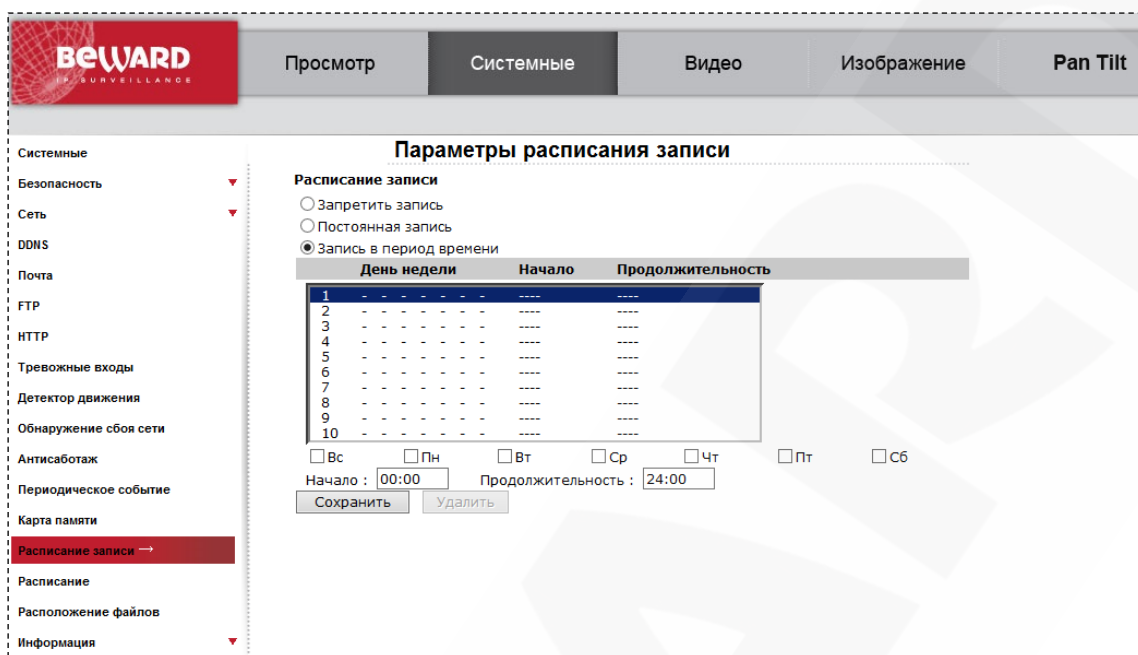 BEWARD
IP SURVEILLANCE
Просмотр Системные Видео Изображение Pan Tilt
Системные
Безопасность
Сеть
DDNS
Почта
FTP
HTTP
Тревожные входы
Детектор движения
Обнаружение сбоя сети
Антисаботаж
Периодическое событие
Карта памяти
Расписание записи →
Расписание
Расположение файлов
Информация
Параметры расписания записи
Расписание записи
Запретить запись
Постоянная запись
Запись в период времени
День недели Начало Продолжительность
1 - - - - - - - ---- ----
2 - - - - - - - ---- ----
3 - - - - - - - ---- ----
4 - - - - - - - ---- ----
5 - - - - - - - ---- ----
6 - - - - - - - ---- ----
7 - - - - - - - ---- ----
8 - - - - - - - ---- ----
9 - - - - - - - ---- ----
10 - - - - - - - ---- ----
Вс Пн Вт Ср Чт Пт Сб
Начало : 00:00 Продолжительность : 24:00
Сохранить Удалить